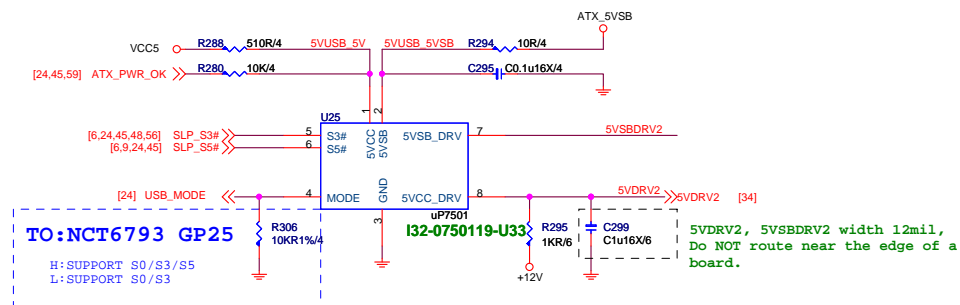 ATX_5VSB
VCC5 R288 510R/4 5VUSB_5V 5VUSB_5VSB R294 10R/4
[24,45,59] ATX_PWR_OK R280 10K/4 C295 C0.1u16X/4
1 2
U25
5VCC 5VSB
[6,24,45,48,56] SLP_S3# 5 S3# 5VSB_DRV 7 5VSBDRV2
[6,9,24,45] SLP_S5# 6 S5#
[24] USB_MODE 4 MODE GND 5VCC_DRV 8 5VDRV2 5VDRV2 [34]
3 uP7501
I32-0750119-U33
R306
10KR1%/4
R295
1KR/6
C299
C1u16X/6
+12V
TO:NCT6793 GP25
H:SUPPORT S0/S3/S5
L:SUPPORT S0/S3
5VDRV2, 5VSBDRV2 width 12mil,
Do NOT route near the edge of a
board.